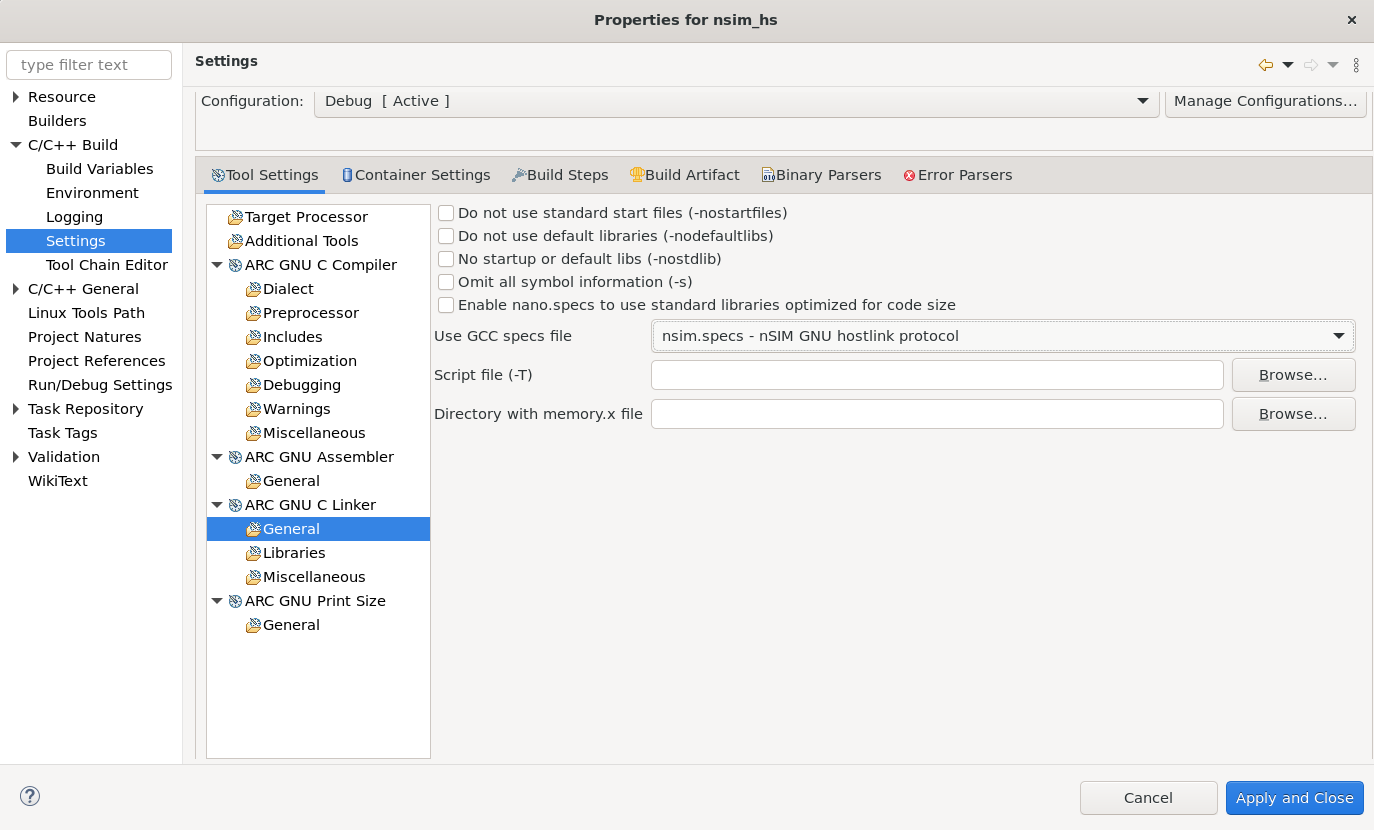 Properties for nsim_hs
type filter text
Resource
Builders
C/C++ Build
Build Variables
Environment
Logging
Settings
Tool Chain Editor
C/C++ General
Linux Tools Path
Project Natures
Project References
Run/Debug Settings
Task Repository
Task Tags
Validation
WikiText
Settings
Configuration: Debug [ Active ] Manage Configurations...
Tool Settings Container Settings Build Steps Build Artifact Binary Parsers Error Parsers
Target Processor
Additional Tools
ARC GNU C Compiler
Dialect
Preprocessor
Includes
Optimization
Debugging
Warnings
Miscellaneous
ARC GNU Assembler
General
ARC GNU C Linker
General
Libraries
Miscellaneous
ARC GNU Print Size
General
Do not use standard start files (-nostartfiles)
Do not use default libraries (-nodefaultlibs)
No startup or default libs (-nostdlib)
Omit all symbol information (-s)
Enable nano.specs to use standard libraries optimized for code size
Use GCC specs file nsim.specs - nSIM GNU hostlink protocol
Script file (-T) Browse...
Directory with memory.x file Browse...
Cancel Apply and Close